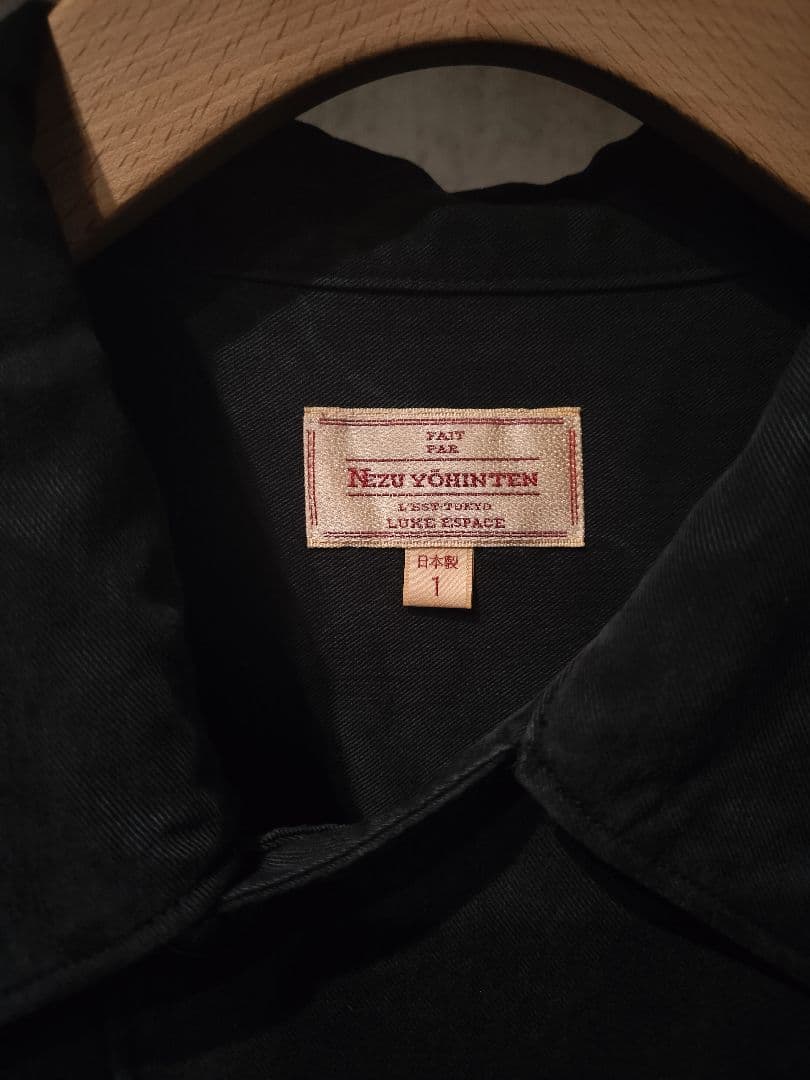 FAIT
PAR
NEZU YŌHINTEN
L'EST-TOKYO
LUKE ESPACE
日本製
1